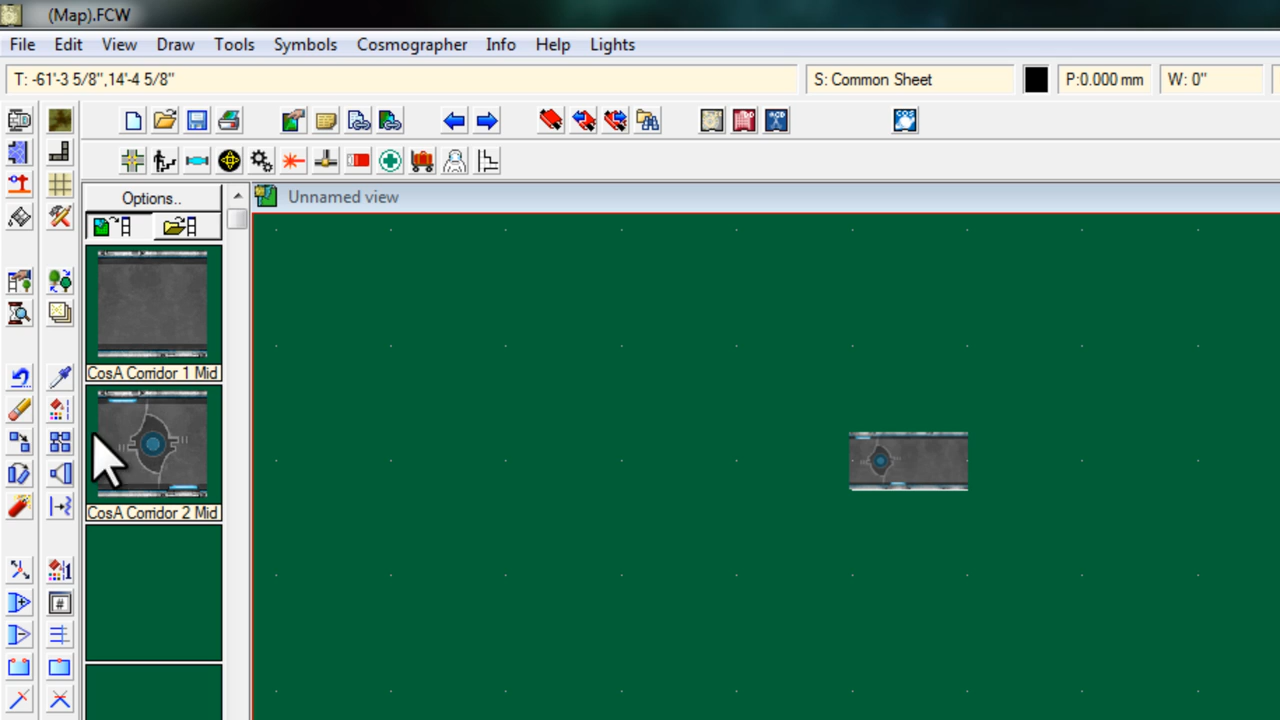 (Map).FCW
File Edit View Draw Tools Symbols Cosmographer Info Help Lights
T: -61'-3 5/8",14'-4 5/8" S: Common Sheet P:0.000 mm W: 0"
Options..
Unnamed view
CosA Corridor 1 Mid
CosA Corridor 2 Mid